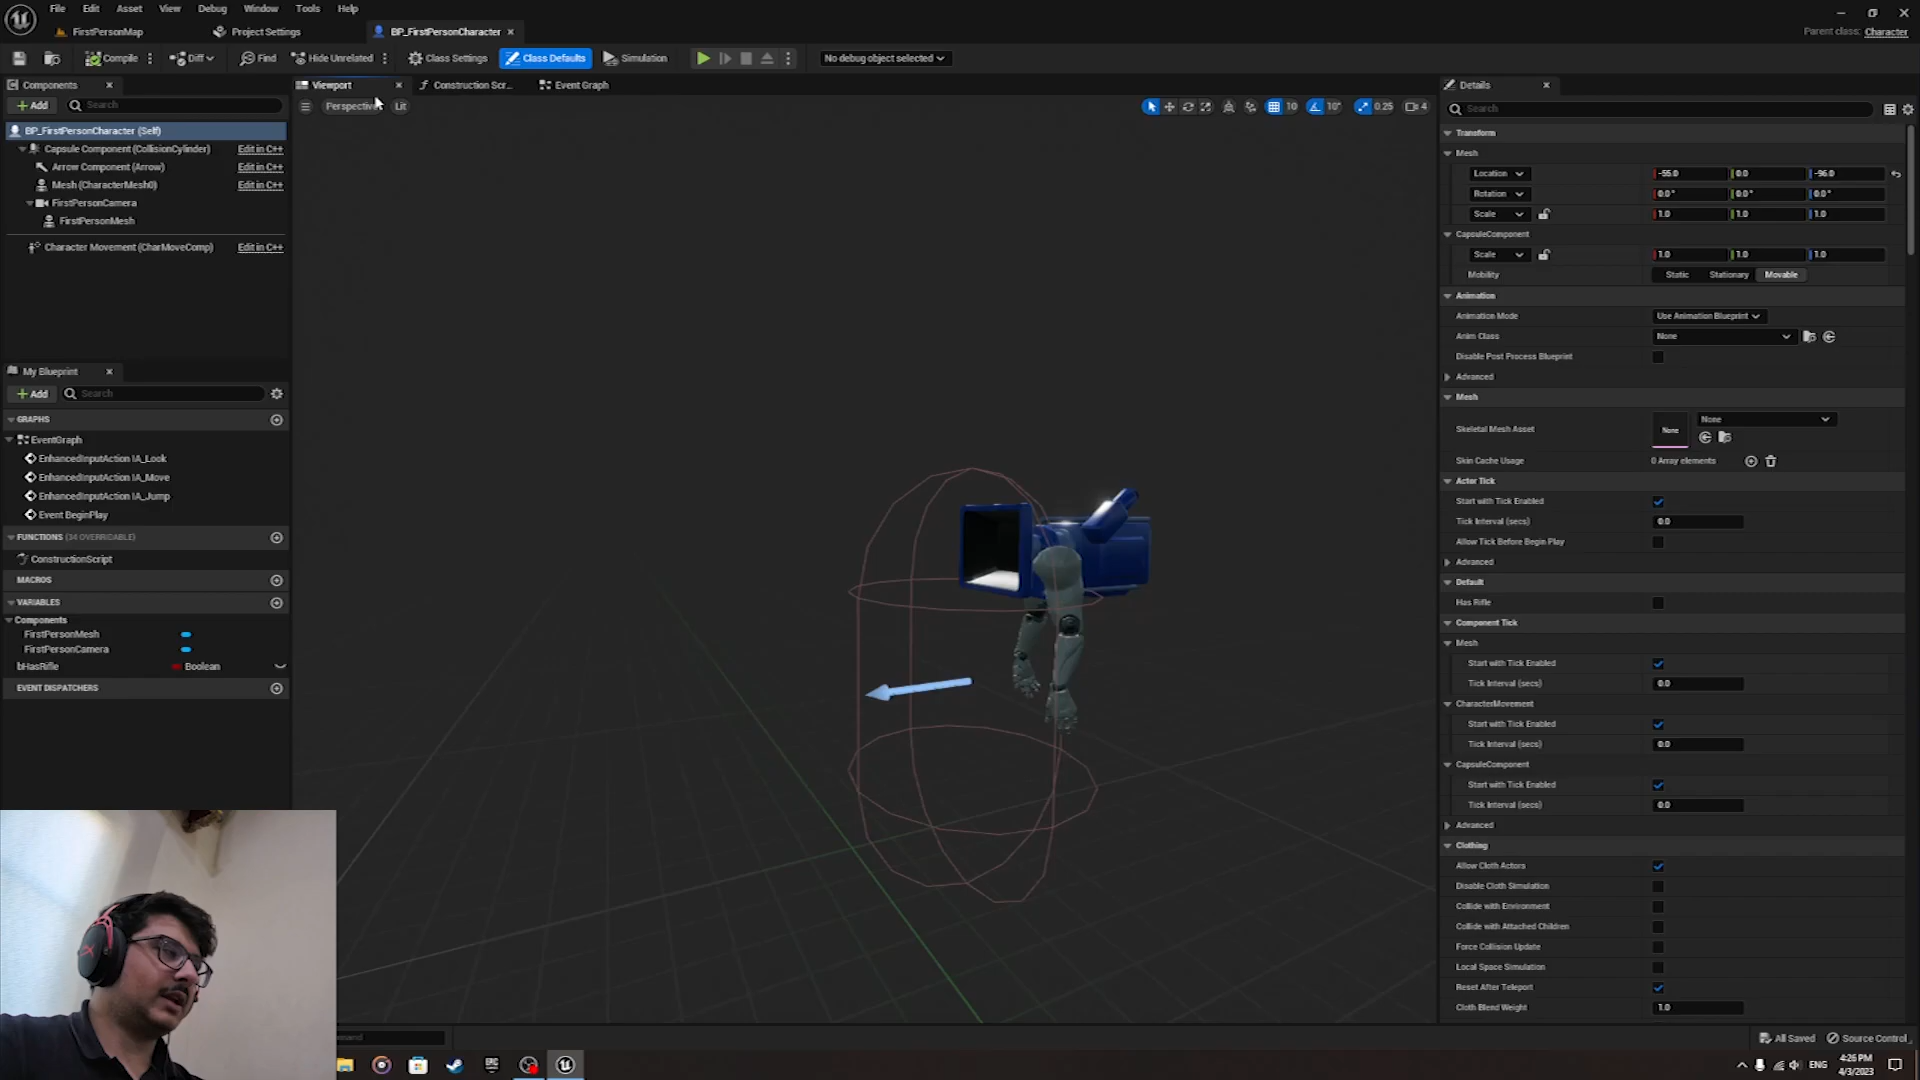 File Edit Asset View Debug Window Tools Help
FirstPersonMap Project Settings BP_FirstPersonCharacter
Parent class: Character
Compile Diff Find Hide Unrelated Class Settings Class Defaults Simulation No debug object selected
Components
Add Search
BP_FirstPersonCharacter (Self)
Capsule Component (CollisionCylinder) Edit in C++
Arrow Component (Arrow) Edit in C++
Mesh (CharacterMesh0) Edit in C++
FirstPersonCamera
FirstPersonMesh
Character Movement (CharMoveComp) Edit in C++
My Blueprint
Add Search
GRAPHS
EventGraph
EnhancedInputAction IA_Look
EnhancedInputAction IA_Move
EnhancedInputAction IA_Jump
Event BeginPlay
FUNCTIONS (34 OVERRIDABLE)
ConstructionScript
MACROS
VARIABLES
Components
FirstPersonMesh
FirstPersonCamera
bHasRifle Boolean
EVENT DISPATCHERS
Viewport Construction Scr... Event Graph
Perspective Lit
10 10° 0.25 4
Details
Search
Transform
Mesh
Location -55.0 0.0 -96.0
Rotation 0.0° 0.0° 0.0°
Scale 1.0 1.0 1.0
CapsuleComponent
Scale 1.0 1.0 1.0
Mobility Static Stationary Movable
Animation
Animation Mode Use Animation Blueprint
Anim Class None
Disable Post Process Blueprint
Advanced
Mesh
Skeletal Mesh Asset None None
Skin Cache Usage 0 Array elements
Actor Tick
Start with Tick Enabled
Tick Interval (secs) 0.0
Allow Tick Before Begin Play
Advanced
Default
Has Rifle
Component Tick
Mesh
Start with Tick Enabled
Tick Interval (secs) 0.0
CharacterMovement
Start with Tick Enabled
Tick Interval (secs) 0.0
CapsuleComponent
Start with Tick Enabled
Tick Interval (secs) 0.0
Advanced
Clothing
Allow Cloth Actors
Disable Cloth Simulation
Collide with Environment
Collide with Attached Children
Force Collision Update
Local Space Simulation
Reset After Teleport
Cloth Blend Weight 1.0
All Saved Source Control
EPIC
ENG 4:26 PM
4/3/2023